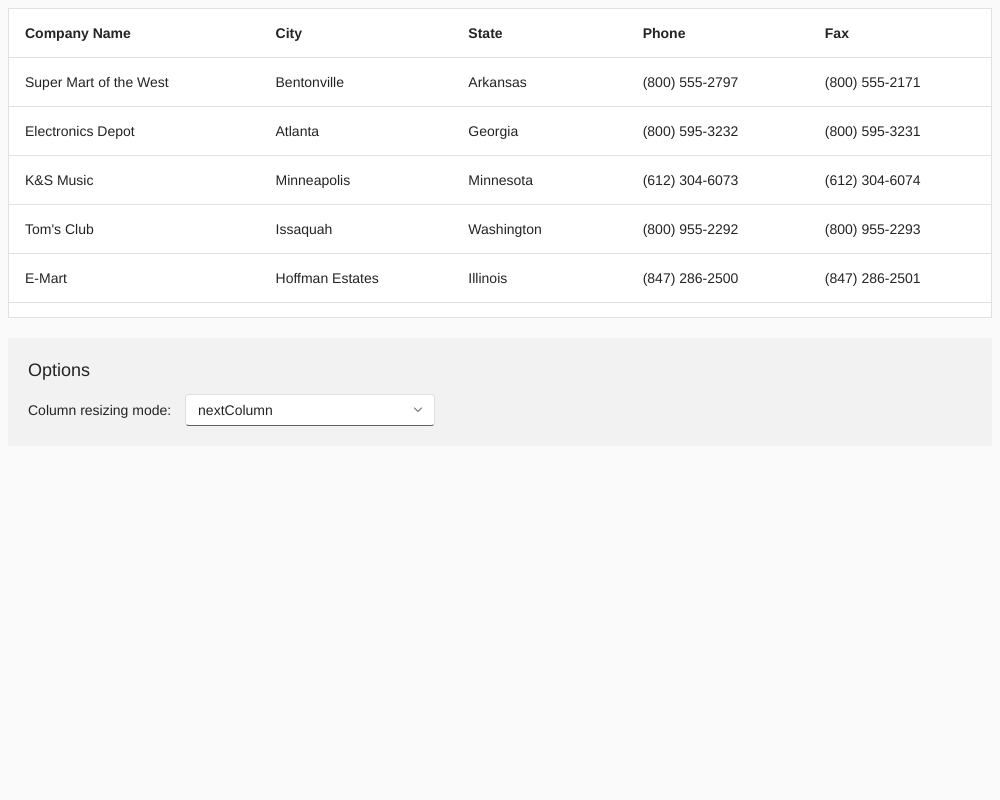 Company Name City State Phone Fax
Super Mart of the West Bentonville Arkansas (800) 555-2797 (800) 555-2171
Electronics Depot Atlanta Georgia (800) 595-3232 (800) 595-3231
K&S Music Minneapolis Minnesota (612) 304-6073 (612) 304-6074
Tom's Club Issaquah Washington (800) 955-2292 (800) 955-2293
E-Mart Hoffman Estates Illinois (847) 286-2500 (847) 286-2501
Options
Column resizing mode: nextColumn